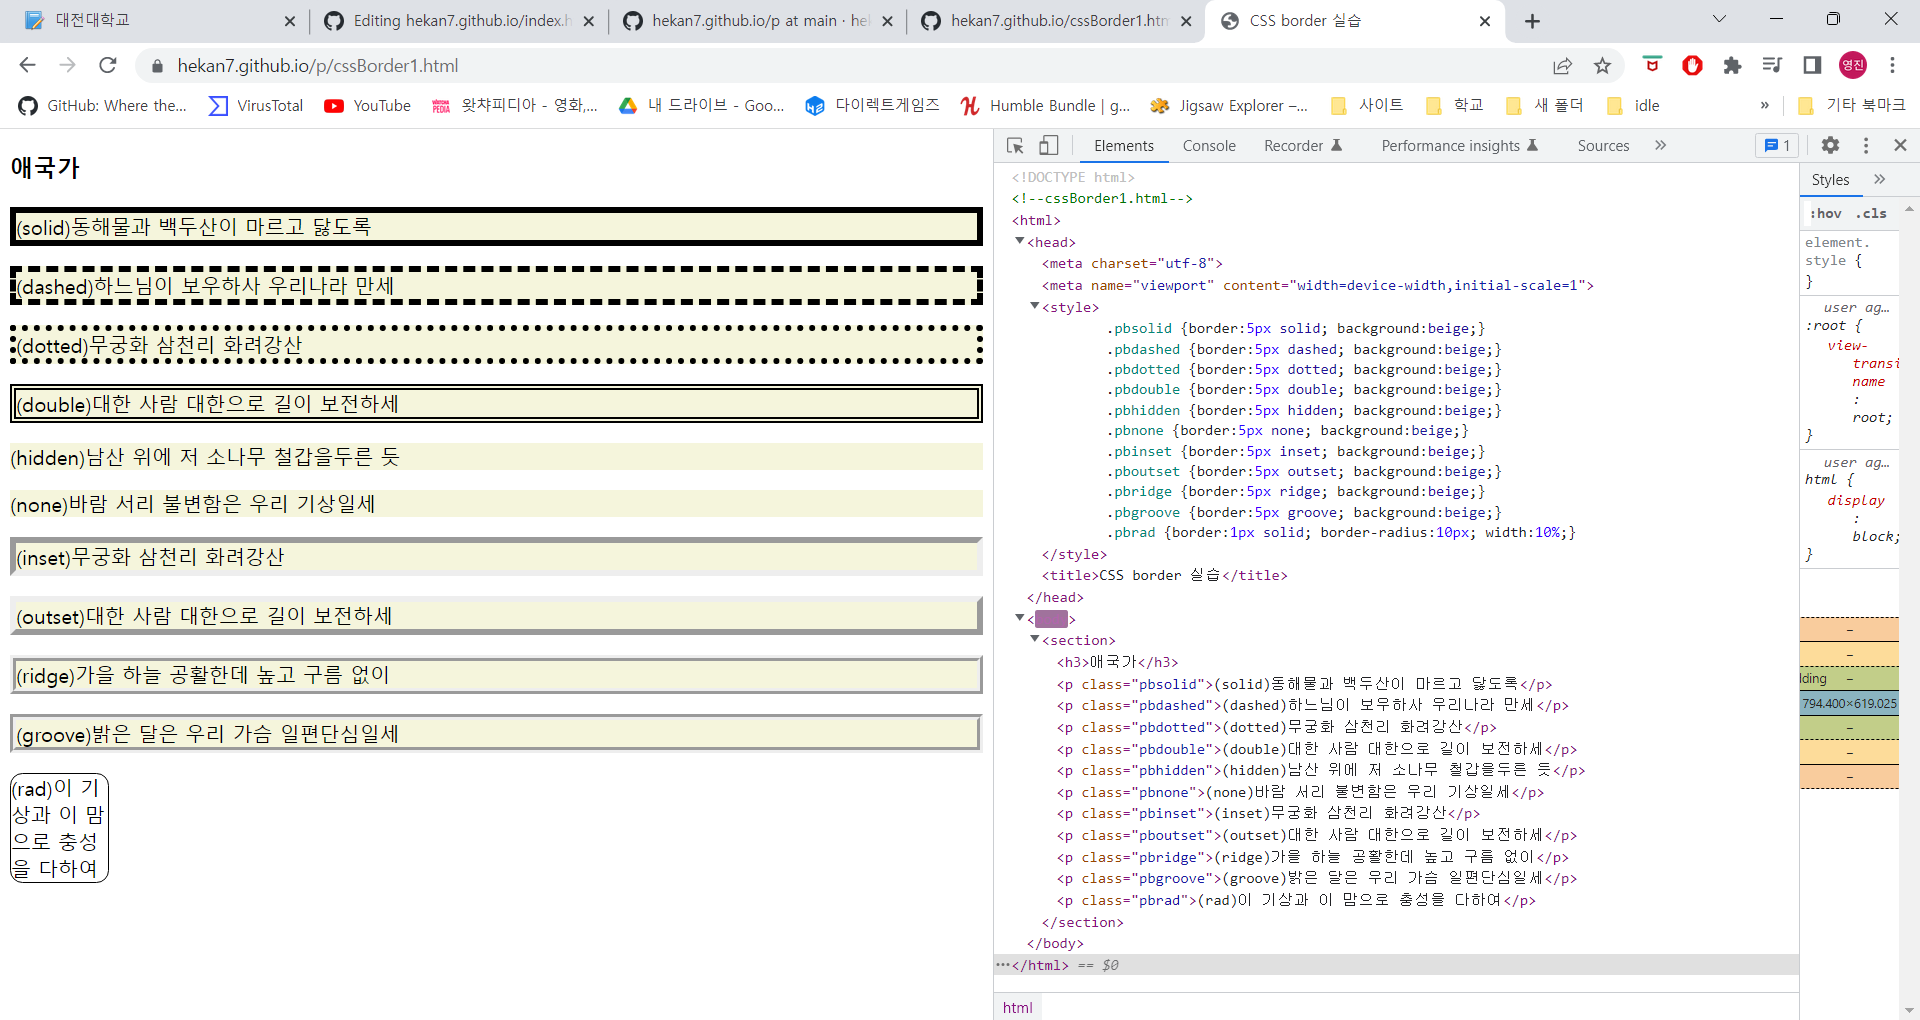 대전대학교
Editing hekan7.github.io/index.h
hekan7.github.io/p at main · hek
hekan7.github.io/cssBorder1.htm
CSS border 실습
hekan7.github.io/p/cssBorder1.html
영진
GitHub: Where the...
VirusTotal
YouTube
WATCHA PEDIA
왓챠피디아 - 영화,...
내 드라이브 - Goo...
다이렉트게임즈
Humble Bundle | g...
Jigsaw Explorer –...
사이트
학교
새 폴더
idle
»
기타 북마크
애국가
(solid)동해물과 백두산이 마르고 닳도록
(dashed)하느님이 보우하사 우리나라 만세
(dotted)무궁화 삼천리 화려강산
(double)대한 사람 대한으로 길이 보전하세
(hidden)남산 위에 저 소나무 철갑을두른 듯
(none)바람 서리 불변함은 우리 기상일세
(inset)무궁화 삼천리 화려강산
(outset)대한 사람 대한으로 길이 보전하세
(ridge)가을 하늘 공활한데 높고 구름 없이
(groove)밝은 달은 우리 가슴 일편단심일세
(rad)이 기
상과 이 맘
으로 충성
을 다하여
Elements
Console
Recorder
Performance insights
Sources
»
1
<!DOCTYPE html>
<!--cssBorder1.html-->
<html>
<head>
<meta charset="utf-8">
<meta name="viewport" content="width=device-width,initial-scale=1">
<style>
.pbsolid {border:5px solid; background:beige;}
.pbdashed {border:5px dashed; background:beige;}
.pbdotted {border:5px dotted; background:beige;}
.pbdouble {border:5px double; background:beige;}
.pbhidden {border:5px hidden; background:beige;}
.pbnone {border:5px none; background:beige;}
.pbinset {border:5px inset; background:beige;}
.pboutset {border:5px outset; background:beige;}
.pbridge {border:5px ridge; background:beige;}
.pbgroove {border:5px groove; background:beige;}
.pbrad {border:1px solid; border-radius:10px; width:10%;}
</style>
<title>CSS border 실습</title>
</head>
< >
<section>
<h3>애국가</h3>
<p class="pbsolid">(solid)동해물과 백두산이 마르고 닳도록</p>
<p class="pbdashed">(dashed)하느님이 보우하사 우리나라 만세</p>
<p class="pbdotted">(dotted)무궁화 삼천리 화려강산</p>
<p class="pbdouble">(double)대한 사람 대한으로 길이 보전하세</p>
<p class="pbhidden">(hidden)남산 위에 저 소나무 철갑을두른 듯</p>
<p class="pbnone">(none)바람 서리 불변함은 우리 기상일세</p>
<p class="pbinset">(inset)무궁화 삼천리 화려강산</p>
<p class="pboutset">(outset)대한 사람 대한으로 길이 보전하세</p>
<p class="pbridge">(ridge)가을 하늘 공활한데 높고 구름 없이</p>
<p class="pbgroove">(groove)밝은 달은 우리 가슴 일편단심일세</p>
<p class="pbrad">(rad)이 기상과 이 맘으로 충성을 다하여</p>
</section>
</body>
···</html> == $0
html
Styles
»
:hov .cls
element.
style {
}
user ag…
:root {
view-
transi
name
:
root;
}
user ag…
html {
display
:
block;
}
–
–
lding –
794.400×619.025
–
–
–